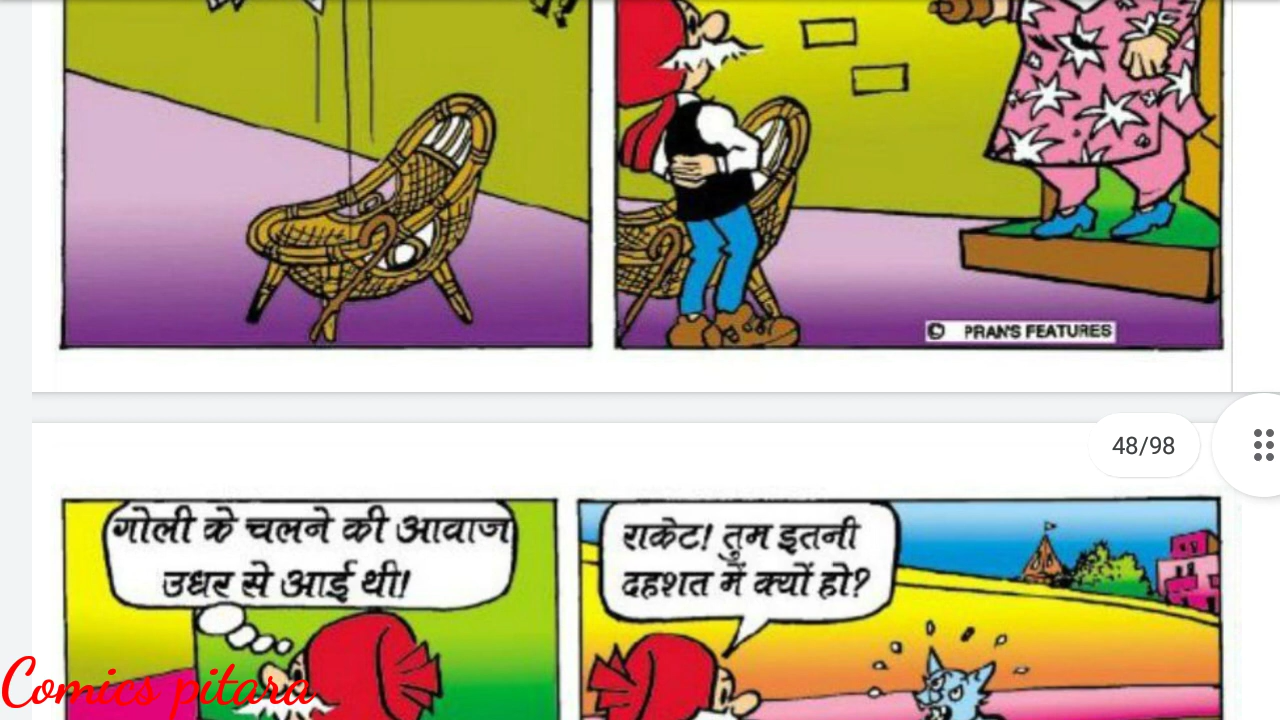 © PRAN'S FEATURES
48/98
गोली के चलने की आवाज
उधर से आई थी!
राकेट! तुम इतनी
दहशत में क्यों हो?
Comics pitara